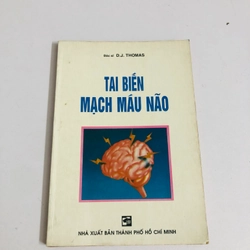 Bác sĩ D.J. THOMAS
TAI BIẾN
MẠCH MÁU NÃO
NHÀ XUẤT BẢN THÀNH PHỐ HỒ CHÍ MINH